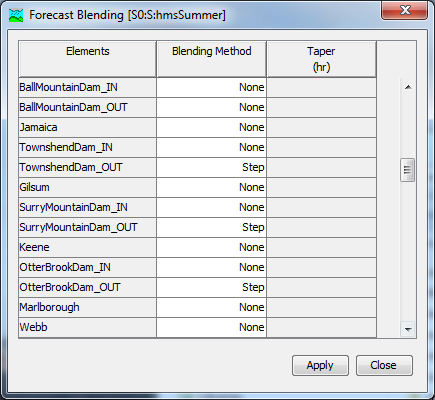 Forecast Blending [S0:S:hmsSummer]
Elements Blending Method Taper
(hr)
BallMountainDam_IN None
BallMountainDam_OUT None
Jamaica None
TownshendDam_IN None
TownshendDam_OUT Step
Gilsum None
SurryMountainDam_IN None
SurryMountainDam_OUT Step
Keene None
OtterBrookDam_IN None
OtterBrookDam_OUT Step
Marlborough None
Webb None
Apply Close